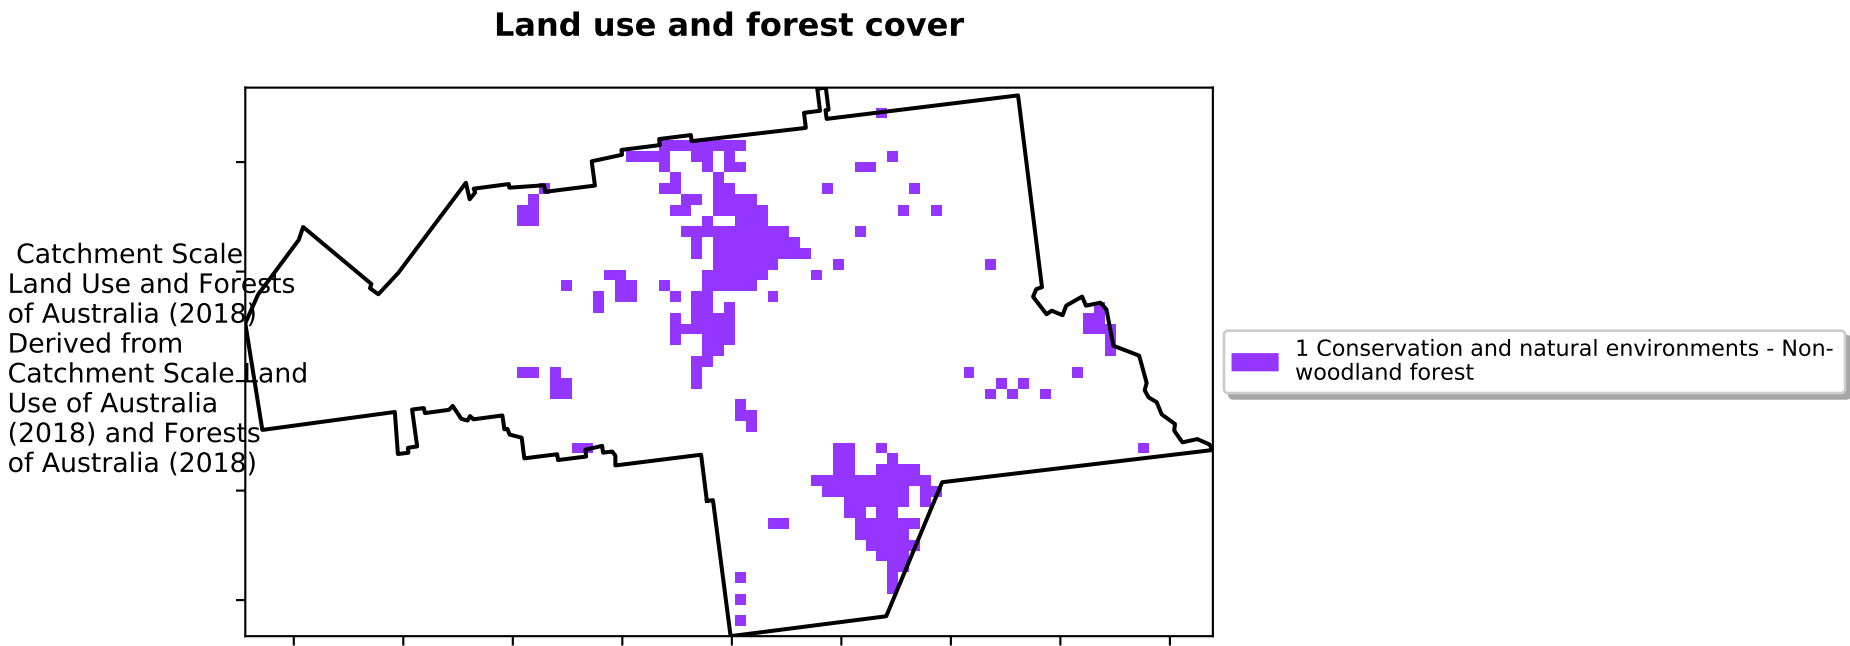 Land use and forest cover
Catchment Scale
Land Use and Forests
of Australia (2018)
Derived from
Catchment Scale Land
Use of Australia
(2018) and Forests
of Australia (2018)
1 Conservation and natural environments - Non-
woodland forest